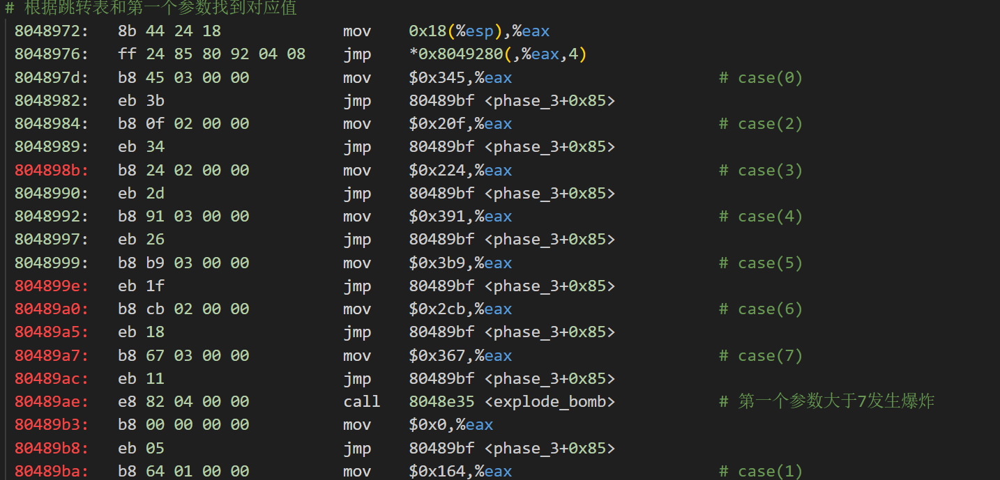 # 根据跳转表和第一个参数找到对应值
8048972: 8b 44 24 18 mov 0x18(%esp),%eax
8048976: ff 24 85 80 92 04 08 jmp *0x8049280(,%eax,4)
804897d: b8 45 03 00 00 mov $0x345,%eax # case(0)
8048982: eb 3b jmp 80489bf <phase_3+0x85>
8048984: b8 0f 02 00 00 mov $0x20f,%eax # case(2)
8048989: eb 34 jmp 80489bf <phase_3+0x85>
804898b: b8 24 02 00 00 mov $0x224,%eax # case(3)
8048990: eb 2d jmp 80489bf <phase_3+0x85>
8048992: b8 91 03 00 00 mov $0x391,%eax # case(4)
8048997: eb 26 jmp 80489bf <phase_3+0x85>
8048999: b8 b9 03 00 00 mov $0x3b9,%eax # case(5)
804899e: eb 1f jmp 80489bf <phase_3+0x85>
80489a0: b8 cb 02 00 00 mov $0x2cb,%eax # case(6)
80489a5: eb 18 jmp 80489bf <phase_3+0x85>
80489a7: b8 67 03 00 00 mov $0x367,%eax # case(7)
80489ac: eb 11 jmp 80489bf <phase_3+0x85>
80489ae: e8 82 04 00 00 call 8048e35 <explode_bomb> # 第一个参数大于7发生爆炸
80489b3: b8 00 00 00 00 mov $0x0,%eax
80489b8: eb 05 jmp 80489bf <phase_3+0x85>
80489ba: b8 64 01 00 00 mov $0x164,%eax # case(1)